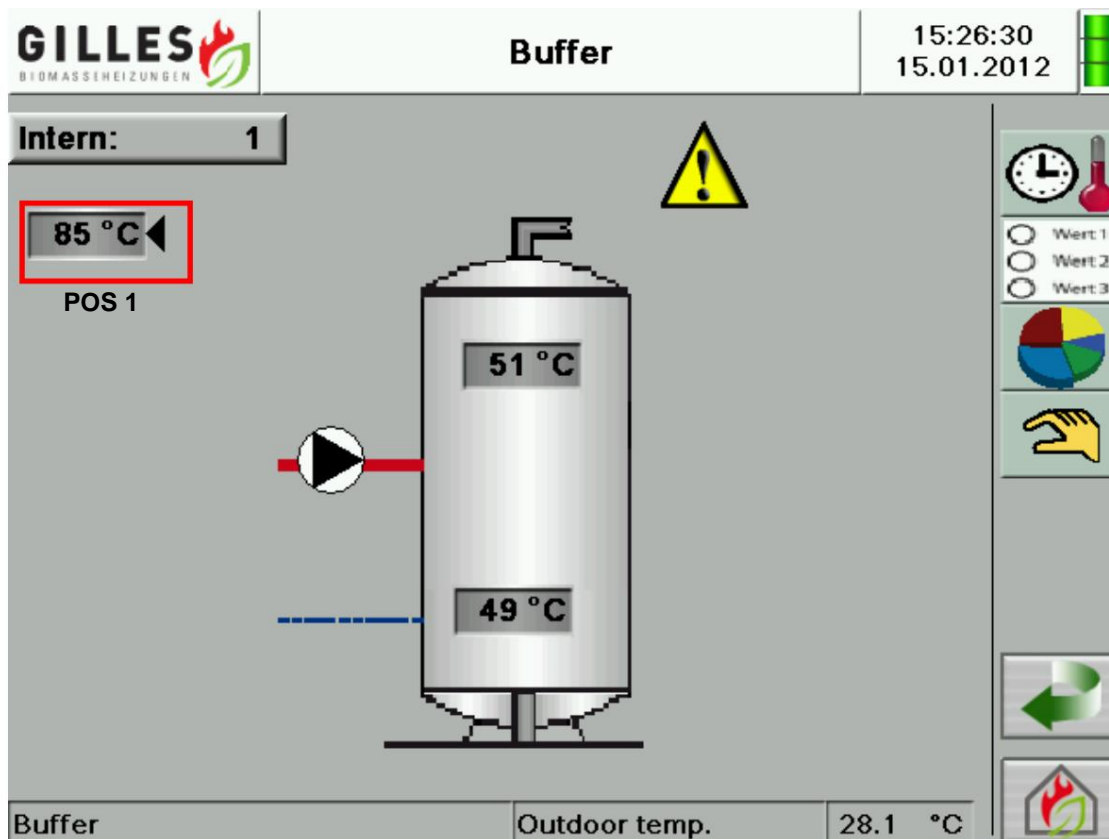 GILLES
BIOMASSEHEIZUNGEN
Buffer
15:26:30
15.01.2012
Intern: 1
85 °C
POS 1
51 °C
49 °C
Wert 1
Wert 2
Wert 3
Buffer
Outdoor temp.
28.1 °C